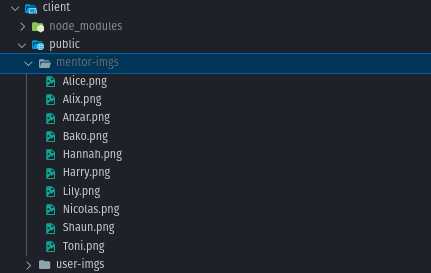 client
node_modules
public
mentor-imgs
Alice.png
Alix.png
Anzar.png
Bako.png
Hannah.png
Harry.png
Lily.png
Nicolas.png
Shaun.png
Toni.png
user-imgs